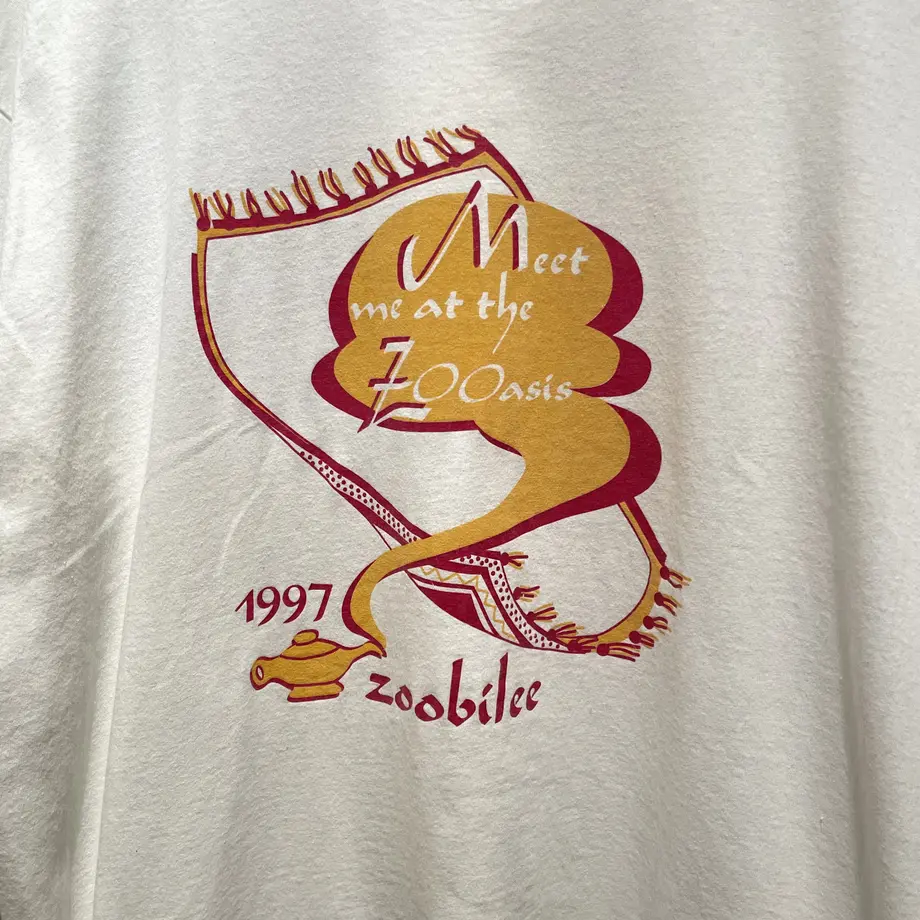 Meet
me at the
ZOOasis
1997
zoobilee